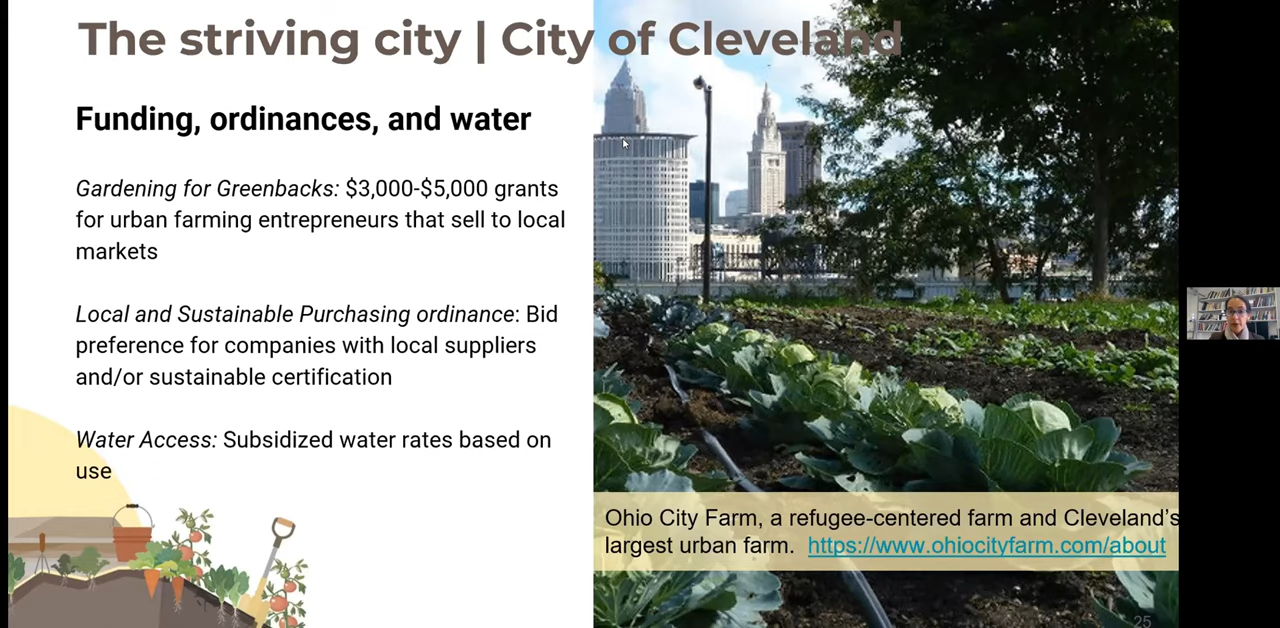 The striving city | City of Cleveland
Funding, ordinances, and water
Gardening for Greenbacks: $3,000-$5,000 grants
for urban farming entrepreneurs that sell to local
markets
Local and Sustainable Purchasing ordinance: Bid
preference for companies with local suppliers
and/or sustainable certification
Water Access: Subsidized water rates based on
use
Ohio City Farm, a refugee-centered farm and Cleveland's
largest urban farm. https://www.ohiocityfarm.com/about
25